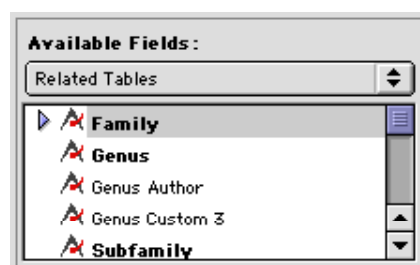 Available Fields:
Related Tables
Family
Genus
Genus Author
Genus Custom 3
Subfamily